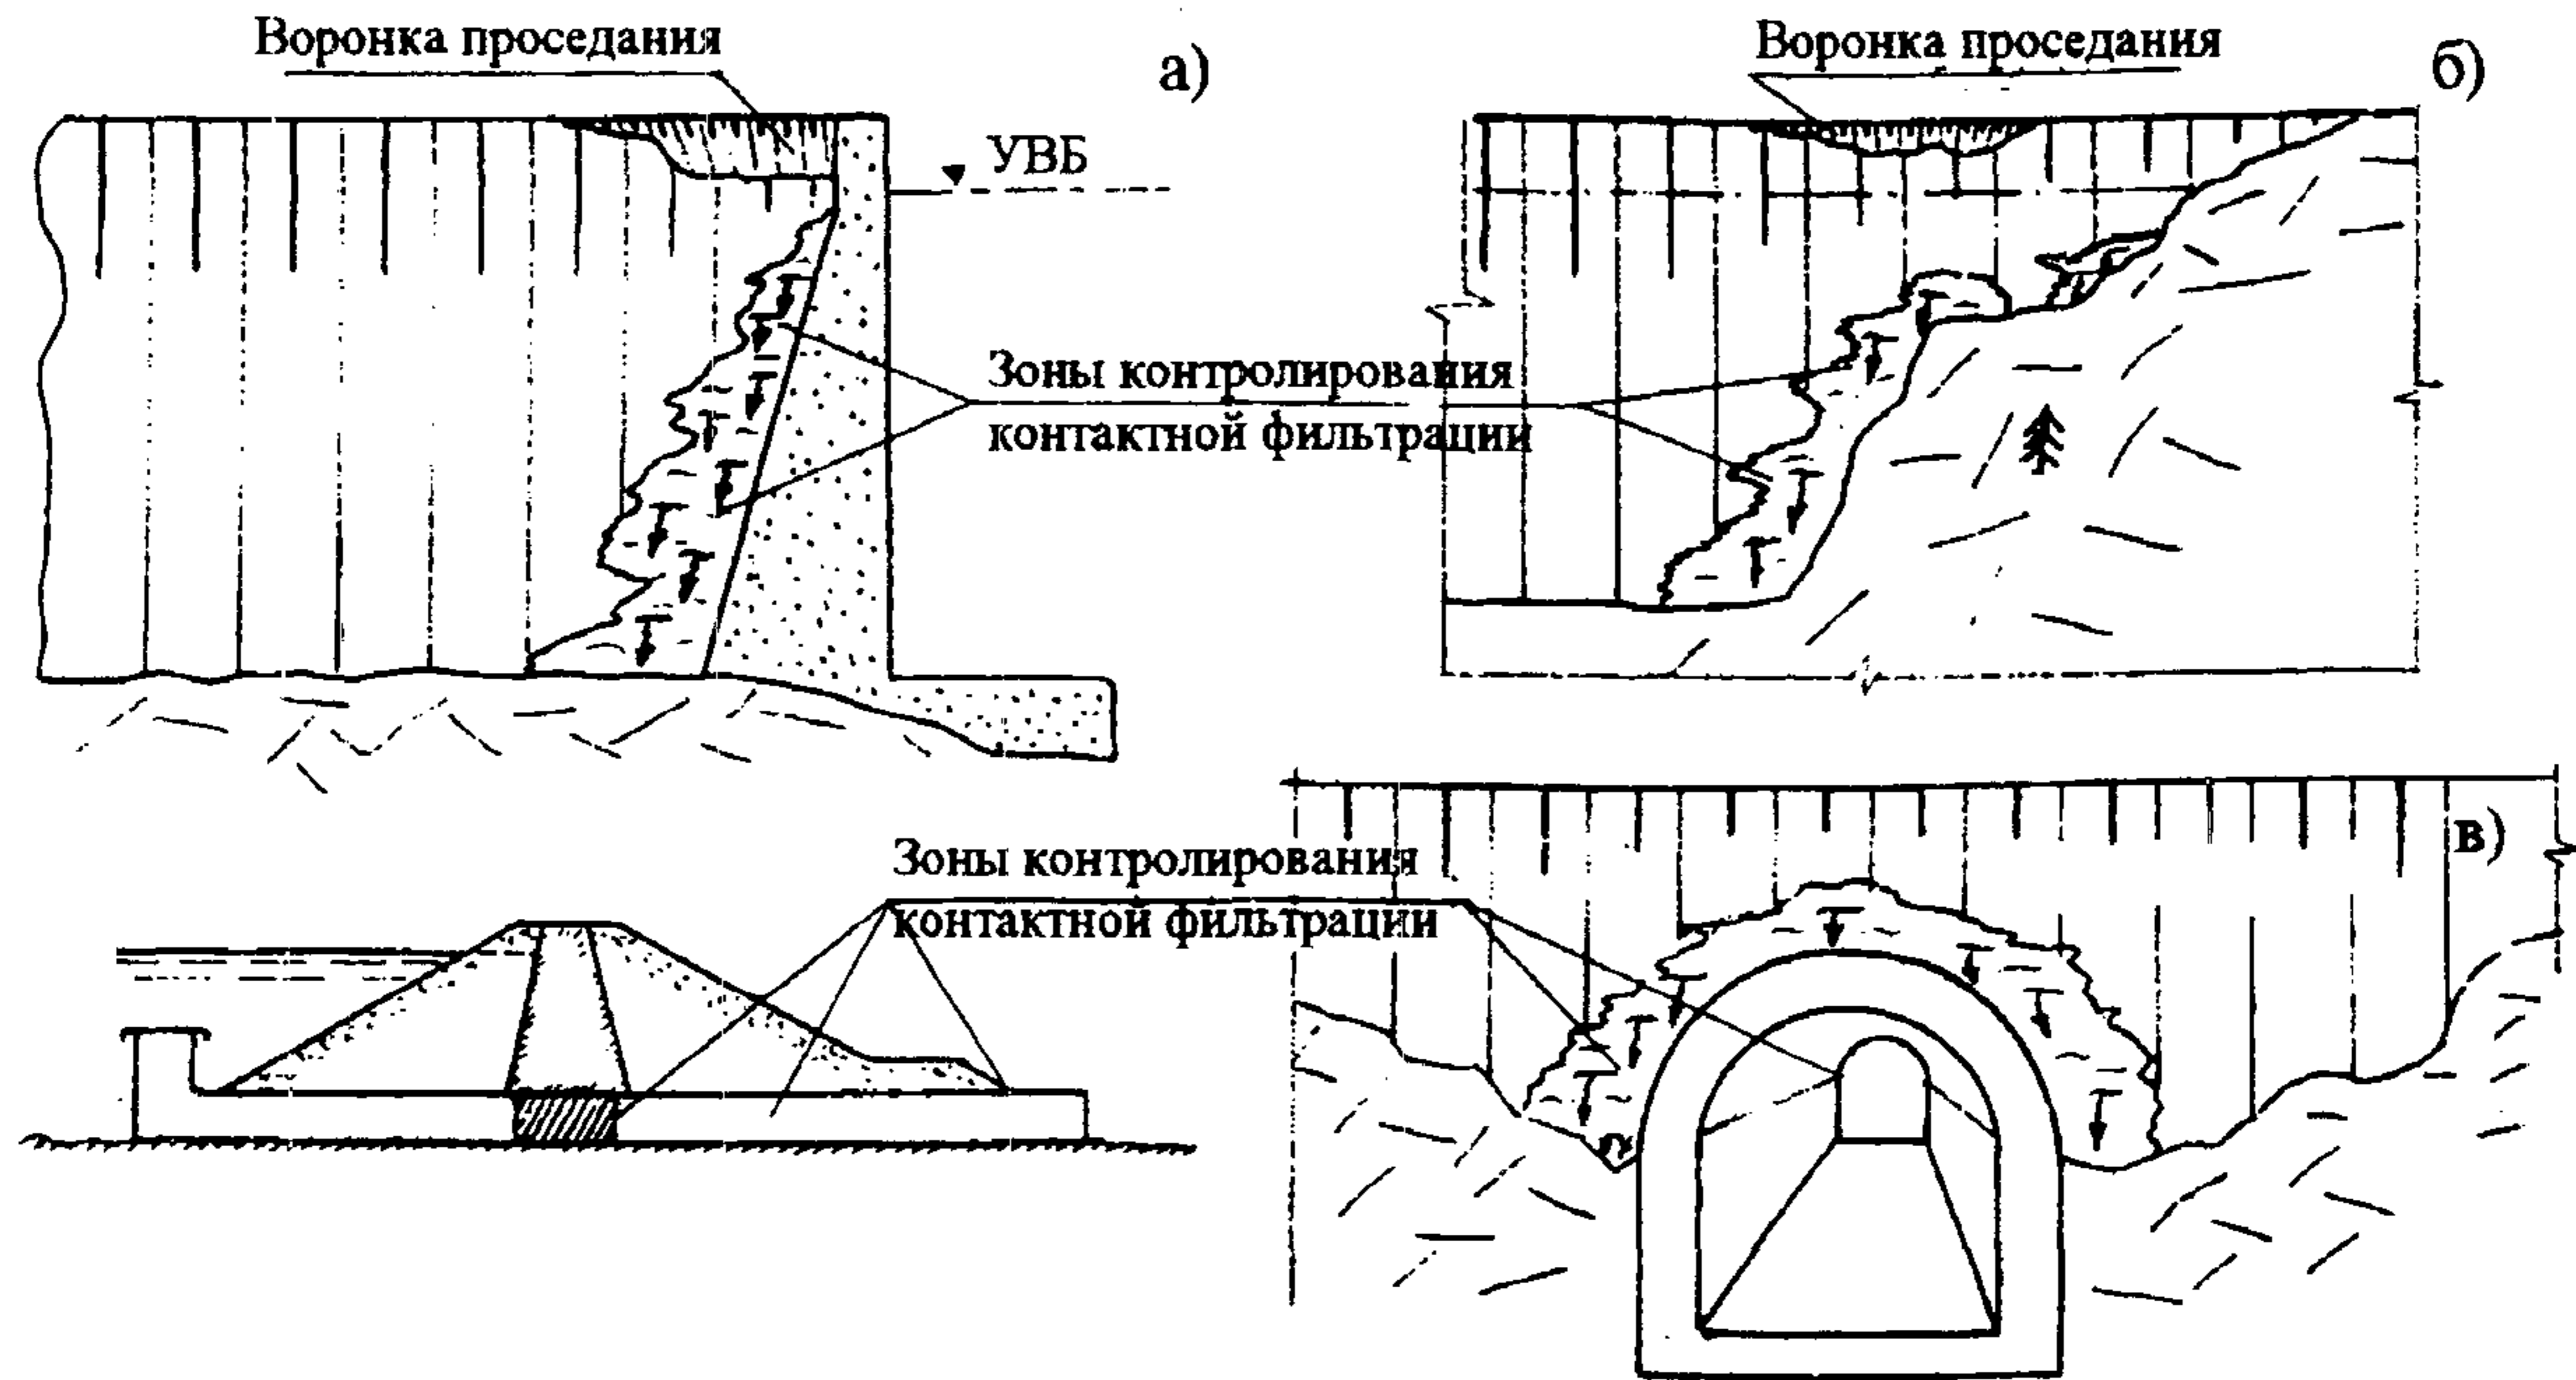 Воронка проседания
а)
Воронка проседания
б)
УВБ
Зоны контролирования
контактной фильтрации
Зоны контролирования
контактной фильтрации
в)